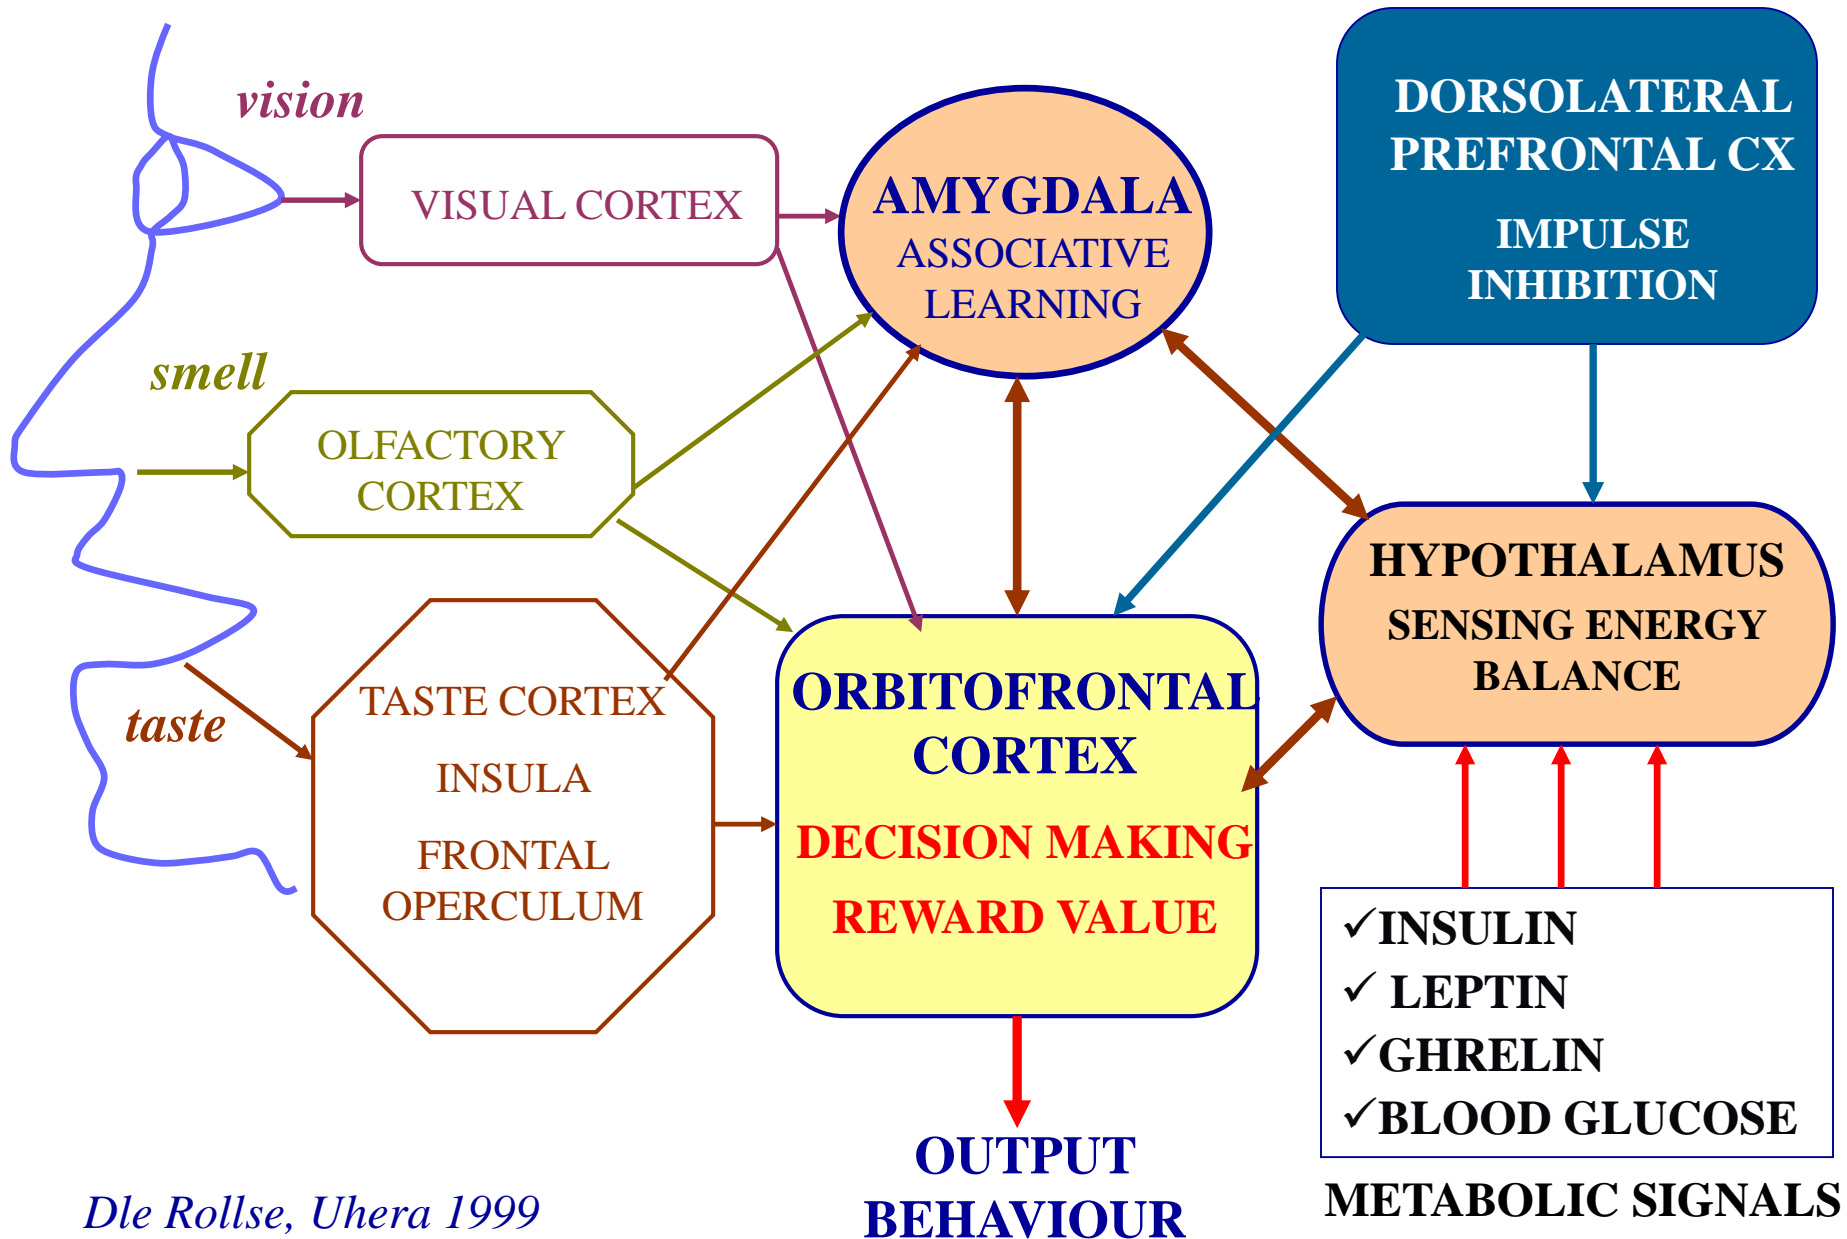 vision
VISUAL CORTEX
smell
OLFACTORY
CORTEX
taste
TASTE CORTEX
INSULA
FRONTAL
OPERCULUM
AMYGDALA
ASSOCIATIVE
LEARNING
ORBITOFRONTAL
CORTEX
DECISION MAKING
REWARD VALUE
OUTPUT
BEHAVIOUR
DORSOLATERAL
PREFRONTAL CX
IMPULSE
INHIBITION
HYPOTHALAMUS
SENSING ENERGY
BALANCE
✓INSULIN
✓ LEPTIN
✓GHRELIN
✓BLOOD GLUCOSE
METABOLIC SIGNALS
Dle Rollse, Uhera 1999